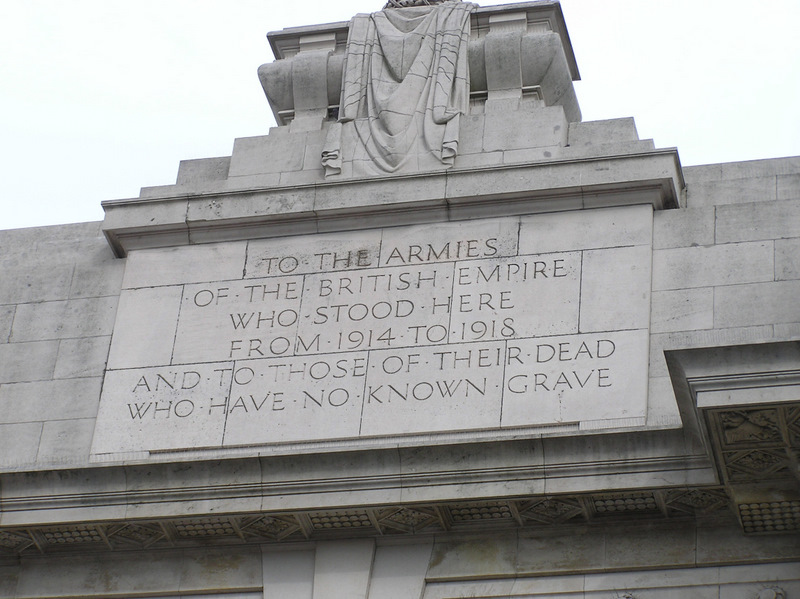 TO·THE·ARMIES
OF·THE·BRITISH·EMPIRE
WHO·STOOD·HERE
FROM·1914·TO·1918
AND·TO·THOSE·OF·THEIR·DEAD
WHO·HAVE·NO·KNOWN·GRAVE